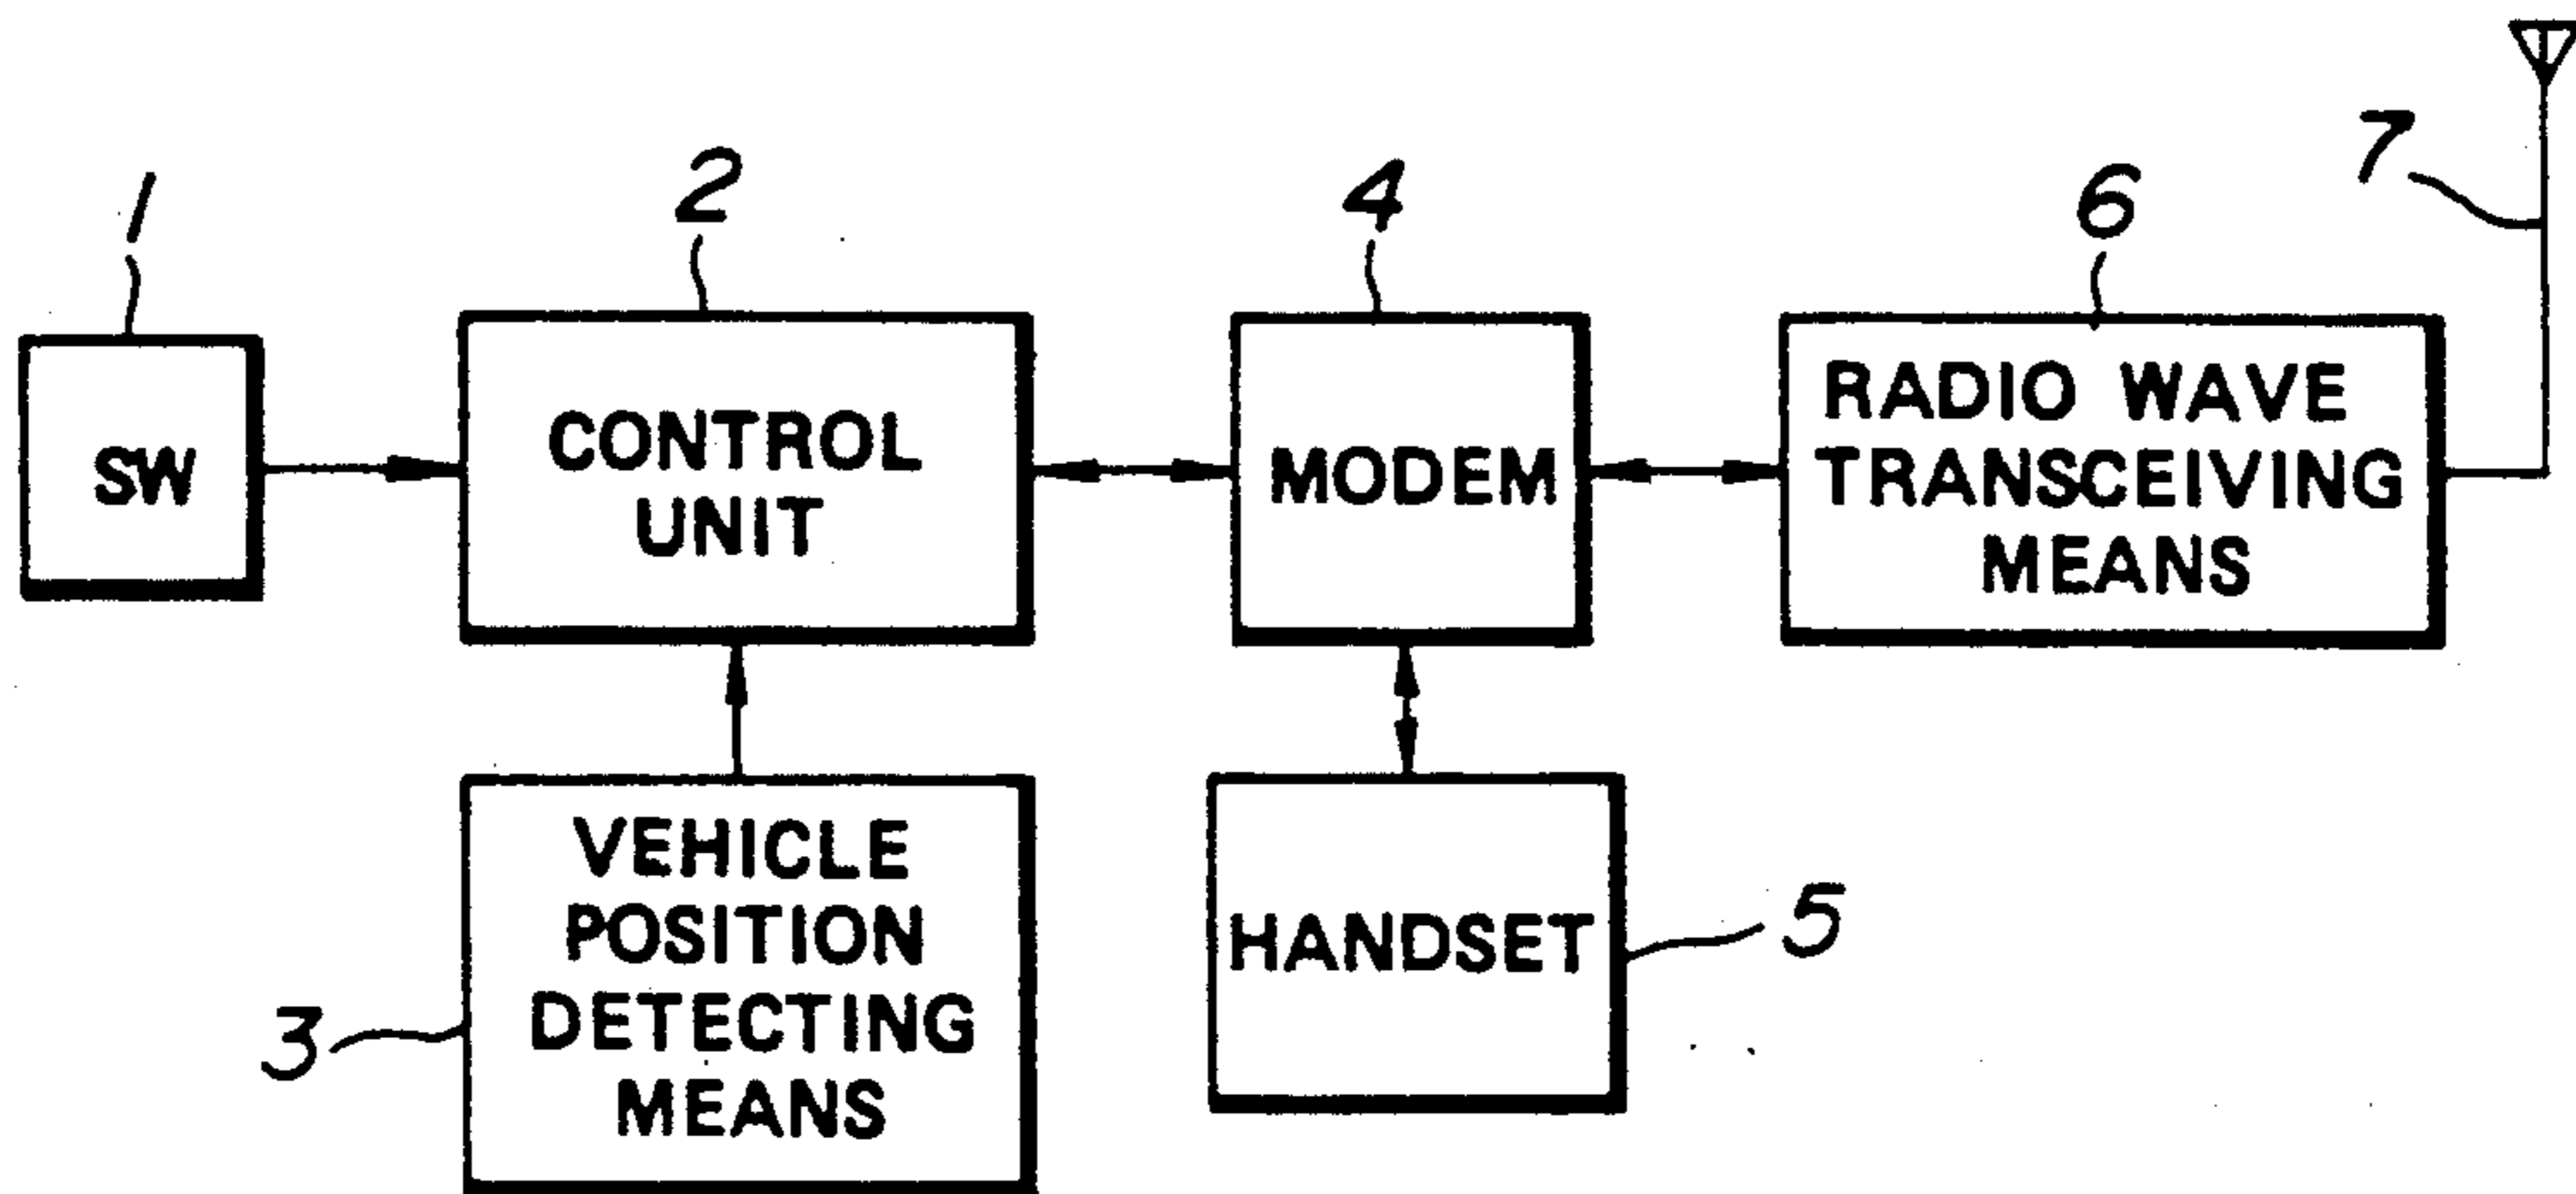 1
2
4
6
7
SW
CONTROL
UNIT
MODEM
RADIO WAVE
TRANSCEIVING
MEANS
VEHICLE
POSITION
DETECTING
MEANS
3
HANDSET
5